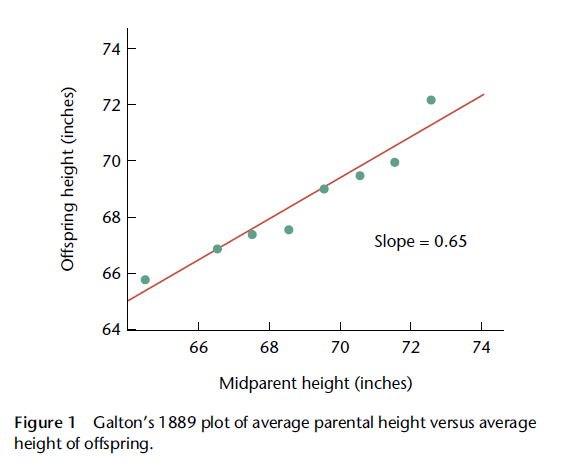 74
72
70
68
66
64
Offspring height (inches)
Slope = 0.65
66 68 70 72 74
Midparent height (inches)
Figure 1 Galton's 1889 plot of average parental height versus average
height of offspring.